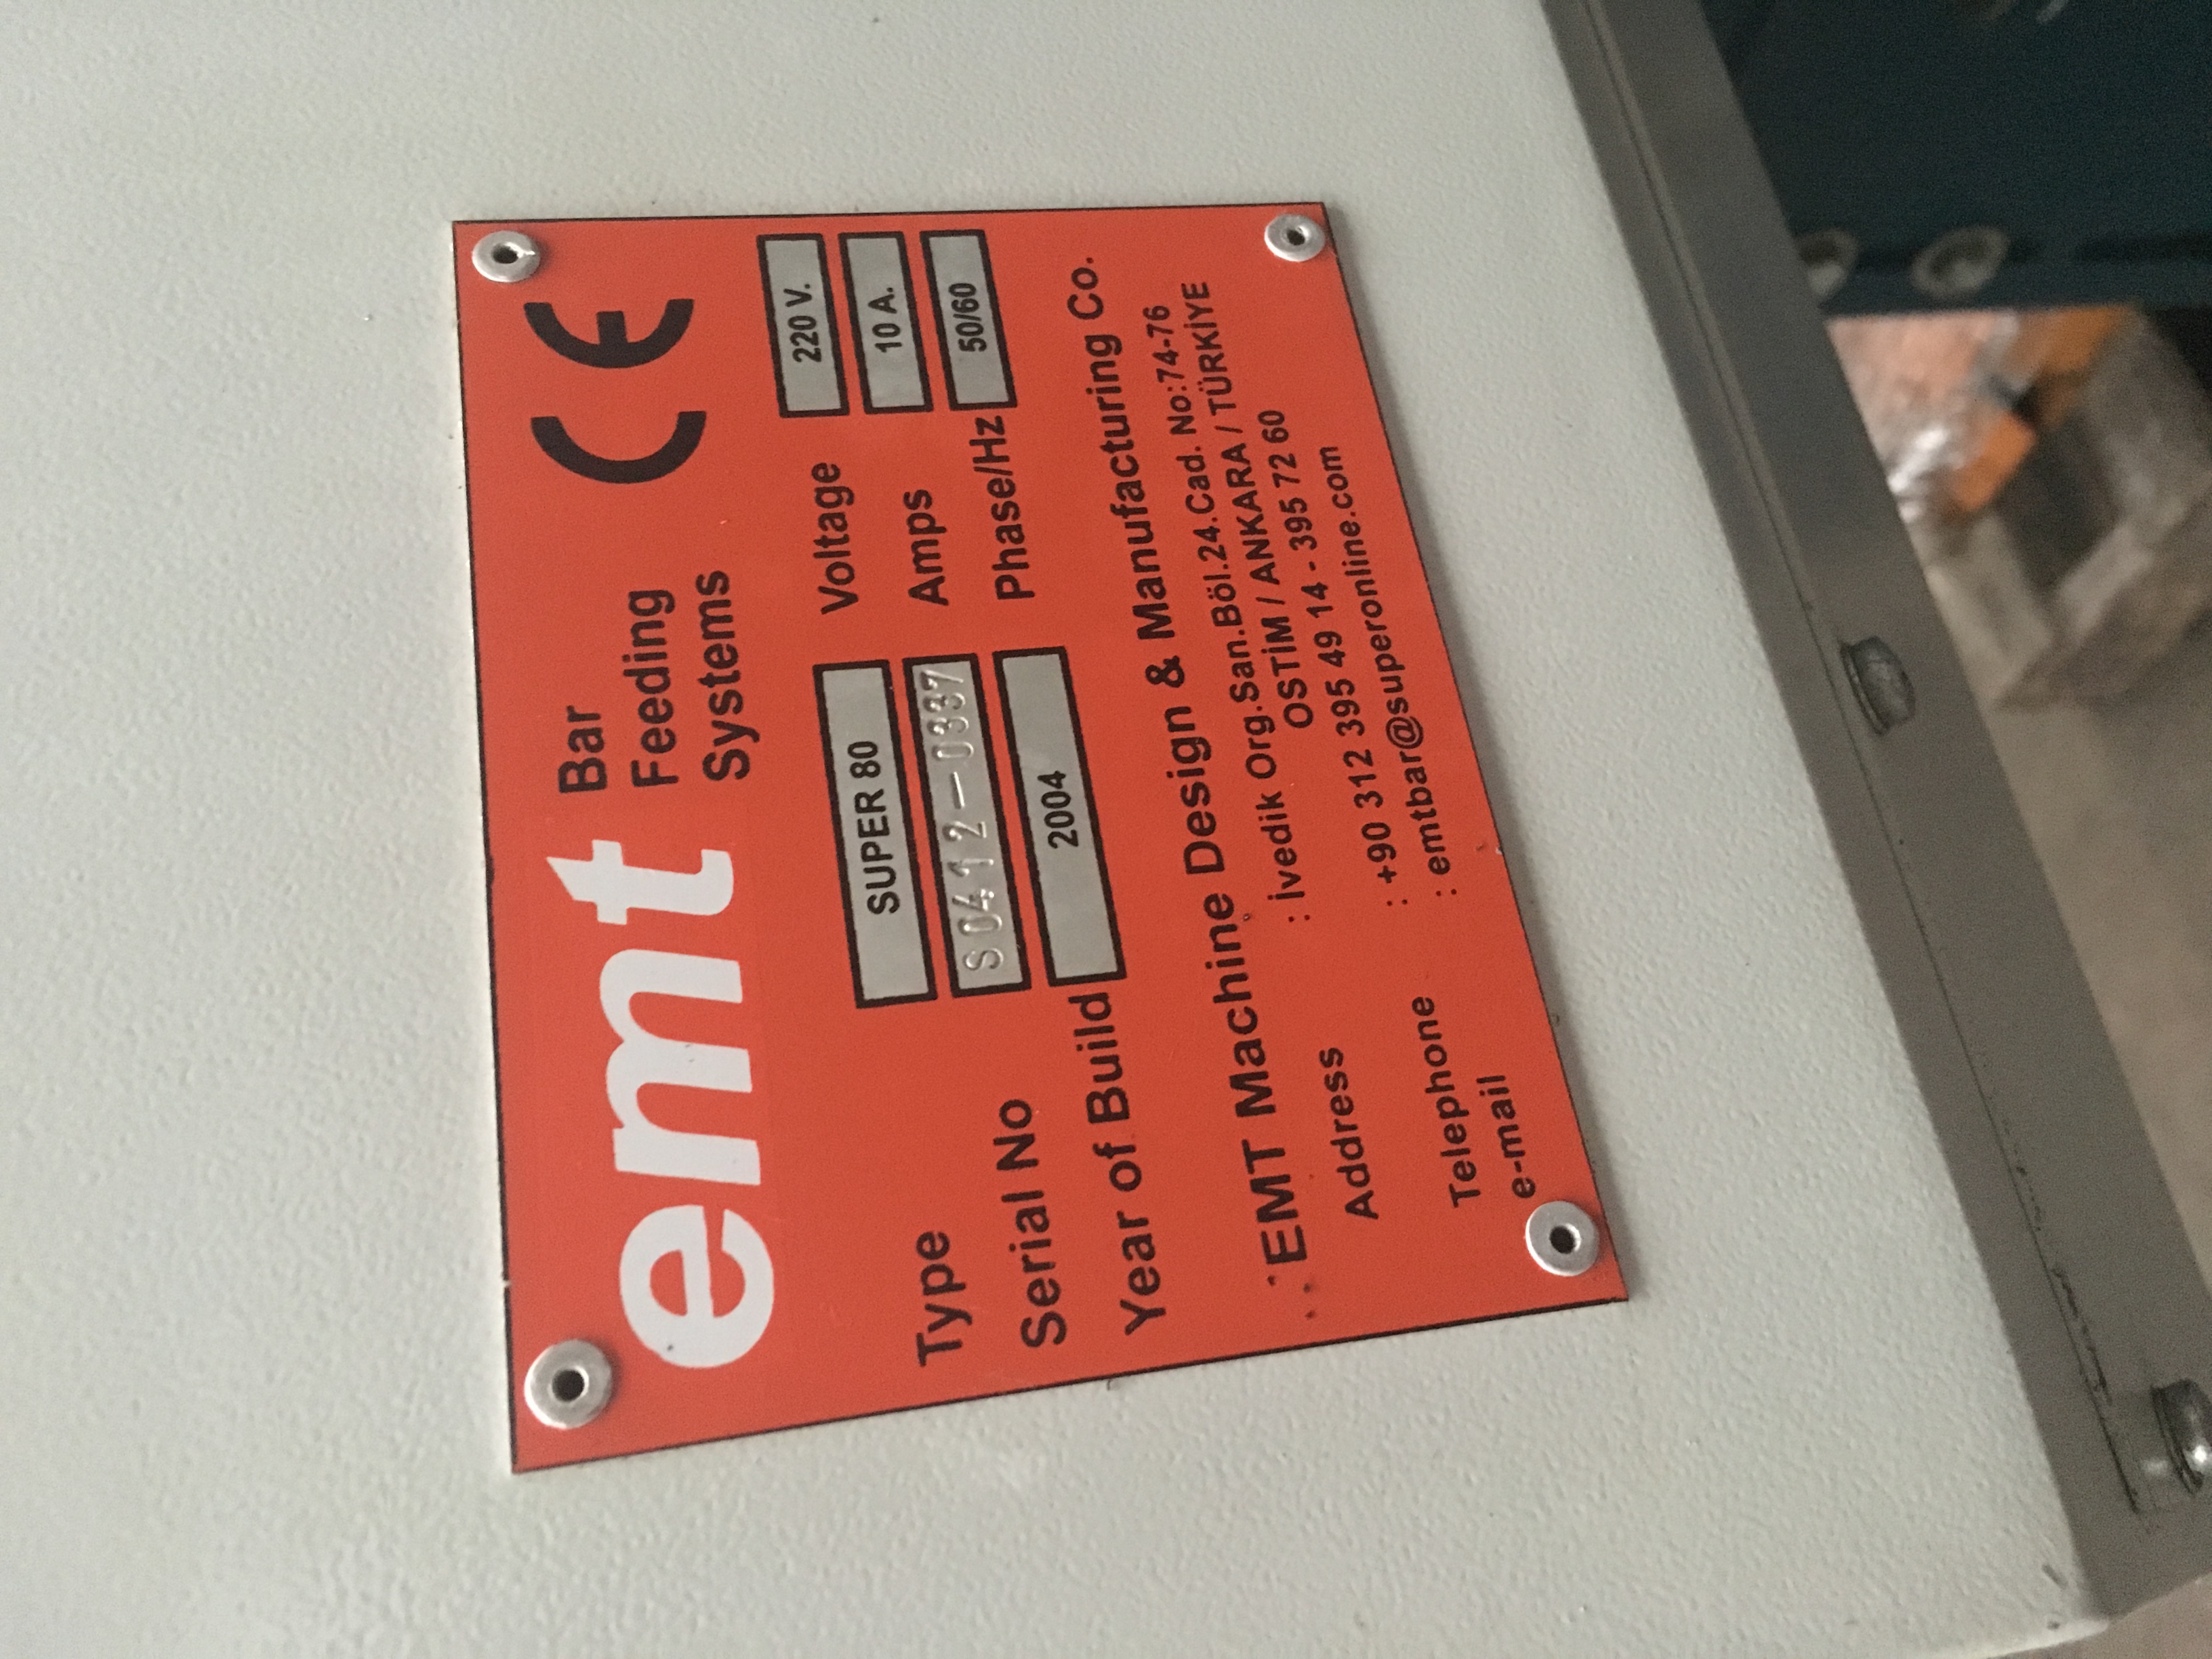 emt Bar Feeding Systems CE
Type SUPER 80 Voltage 220 V.
Serial No S0412-0337 Amps 10 A.
Year of Build 2004 Phase/Hz 50/60
EMT Machine Design & Manufacturing Co.
Address : İvedik Org.San.Böl.24.Cad. No:74-76
OSTİM / ANKARA / TÜRKİYE
Telephone : +90 312 395 49 14 - 395 72 60
e-mail : emtbar@superonline.com